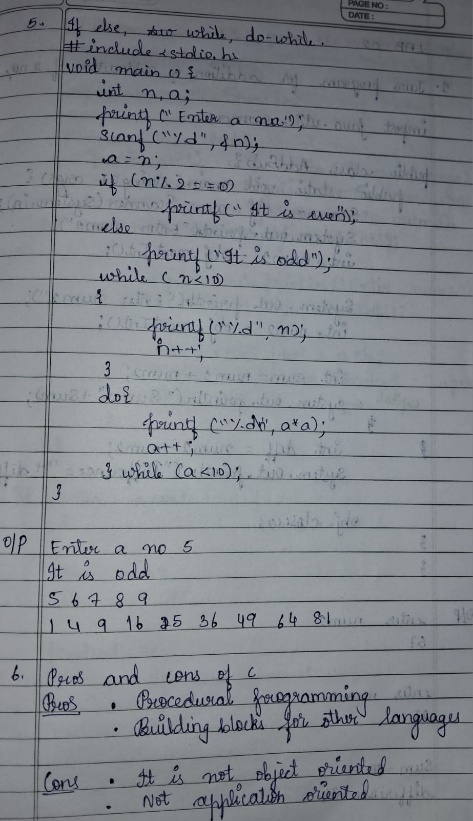 PAGE NO:
DATE:
5. If else, while, do-while.
# include <stdio.h>
void main () {
int n, a;
printf (" Enter a no");
scanf ("%d", &n);
a = n;
if (n % 2 == 0)
printf (" It is even);
else
printf ("It is odd");
while ( n<10)
{
printf ("%d", n);
n++;
}
do{
printf ("%d\n", a*a);
a++;
} while (a<10);
}
O/P Enter a no 5
It is odd
5 6 7 8 9
1 4 9 16 25 36 49 64 81
6. Pros and cons of C
Pros • Procedural programming
• Building blocks for other languages
Cons • It is not object oriented
• Not application oriented